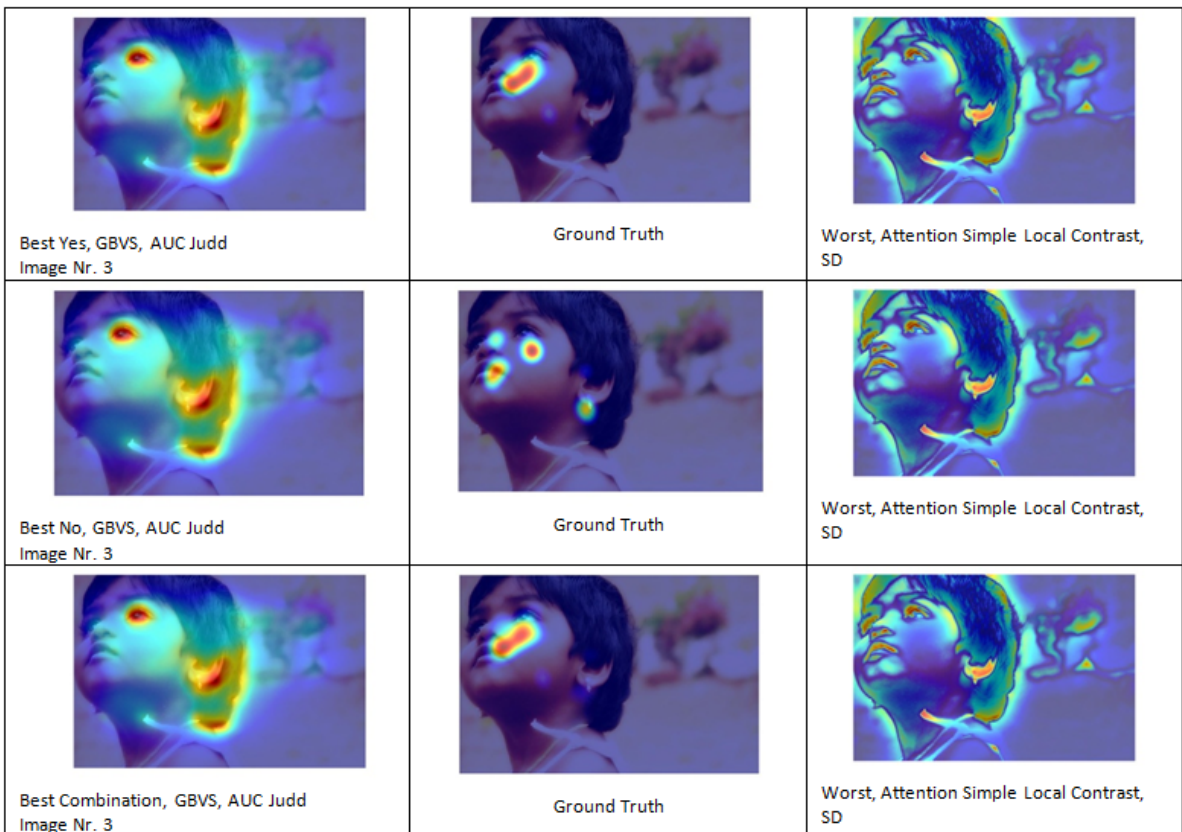 Best Yes, GBVS, AUC Judd
Image Nr. 3
Ground Truth
Worst, Attention Simple Local Contrast,
SD
Best No, GBVS, AUC Judd
Image Nr. 3
Ground Truth
Worst, Attention Simple Local Contrast,
SD
Best Combination, GBVS, AUC Judd
Image Nr. 3
Ground Truth
Worst, Attention Simple Local Contrast,
SD